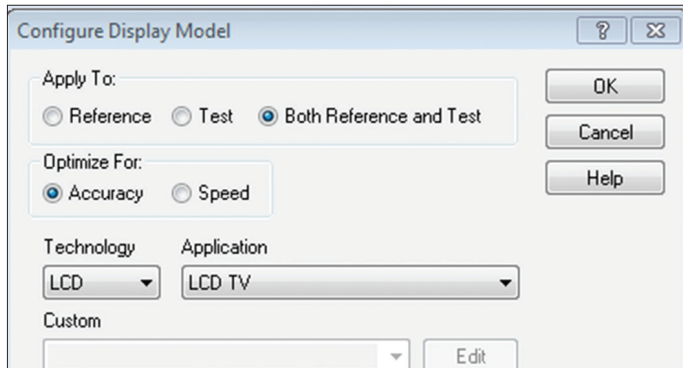 Configure Display Model
Apply To:
Reference Test Both Reference and Test
OK
Cancel
Optimize For:
Accuracy Speed
Help
Technology Application
LCD LCD TV
Custom
Edit